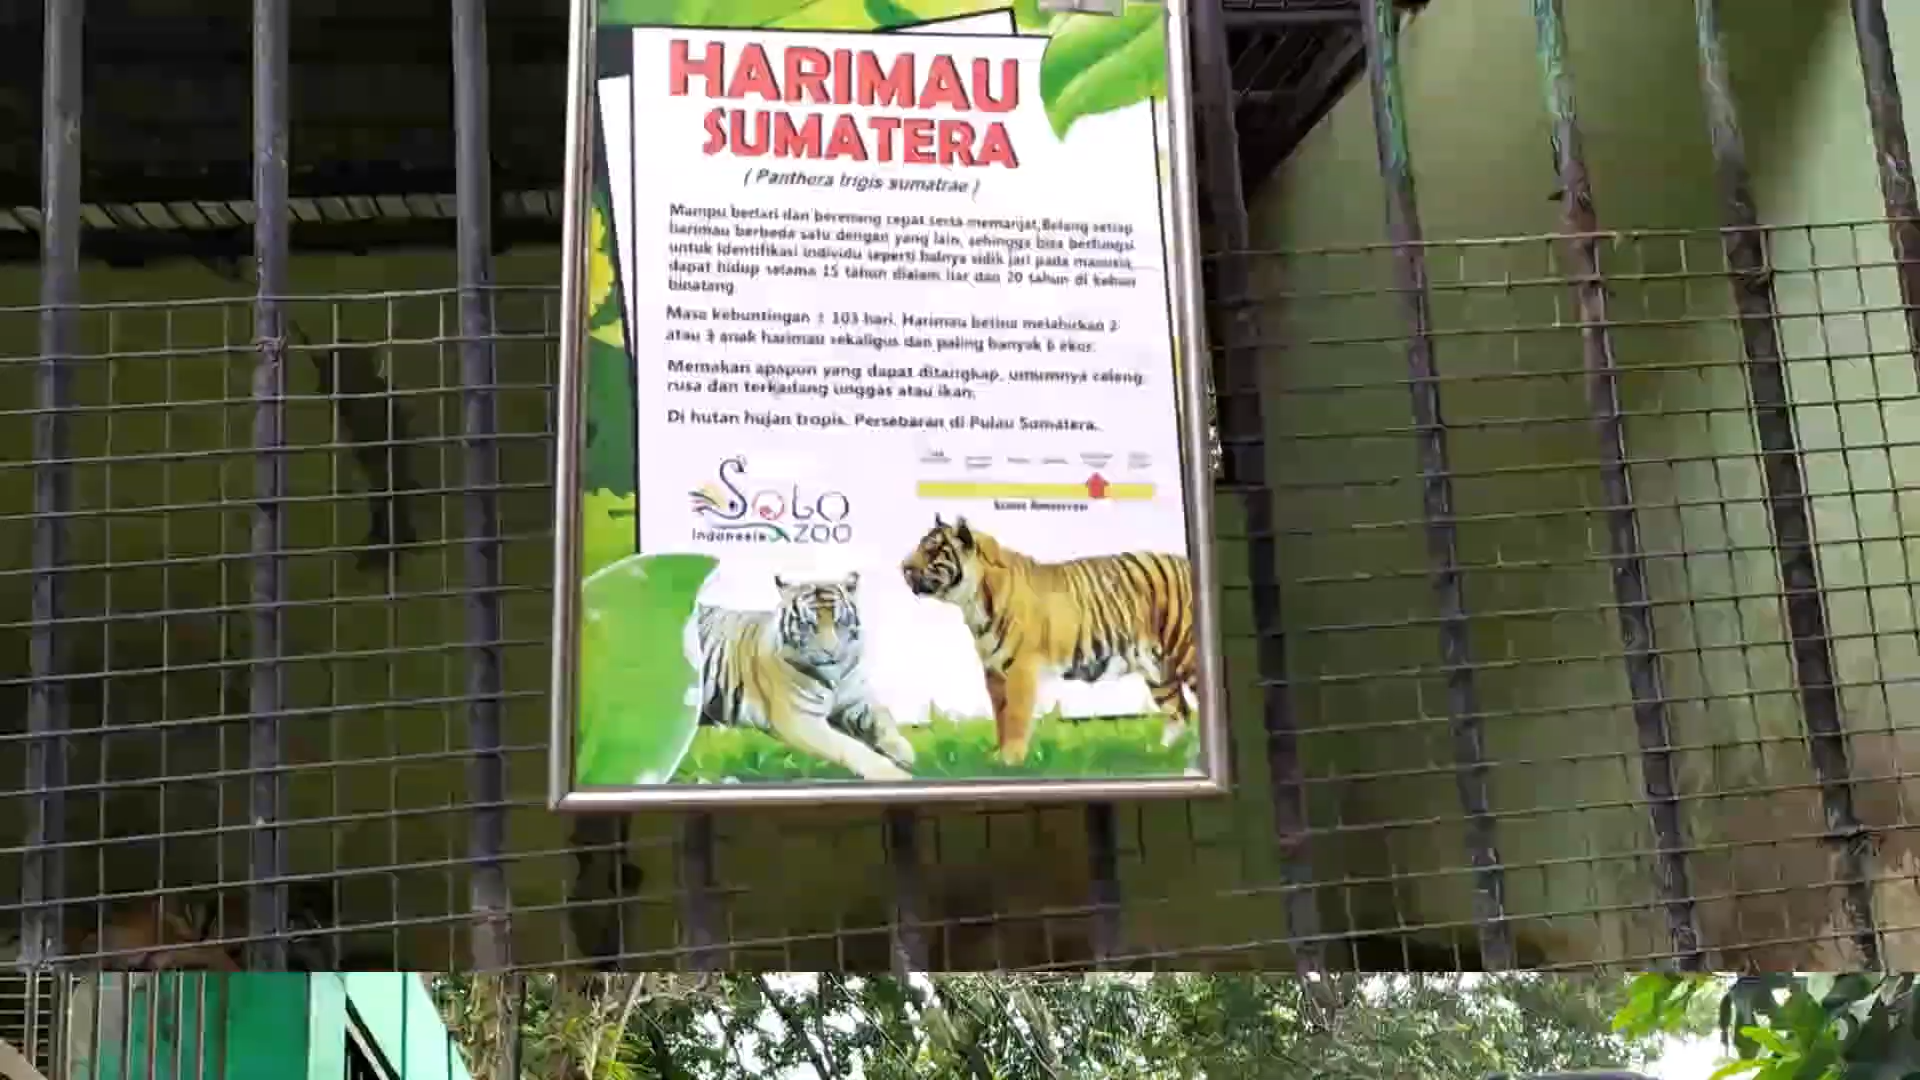 HARIMAU
SUMATERA
( Panthera trigis sumatrae )
Mampu berlari dan berenang cepat serta memanjat,Belang setiap
harimau berbeda satu dengan yang lain, sehingga bisa berfungsi
untuk identifikasi individu seperti halnya sidik jari pada manusia,
dapat hidup selama 15 tahun dialam liar dan 20 tahun di kebun
binatang.
Masa kebuntingan ± 103 hari. Harimau betina melahirkan 2
atau 3 anak harimau sekaligus dan paling banyak 6 ekor.
Memakan apapun yang dapat ditangkap, umumnya celeng,
rusa dan terkadang unggas atau ikan.
Di hutan hujan tropis. Persebaran di Pulau Sumatera.
SOLO
Indonesia ZOO